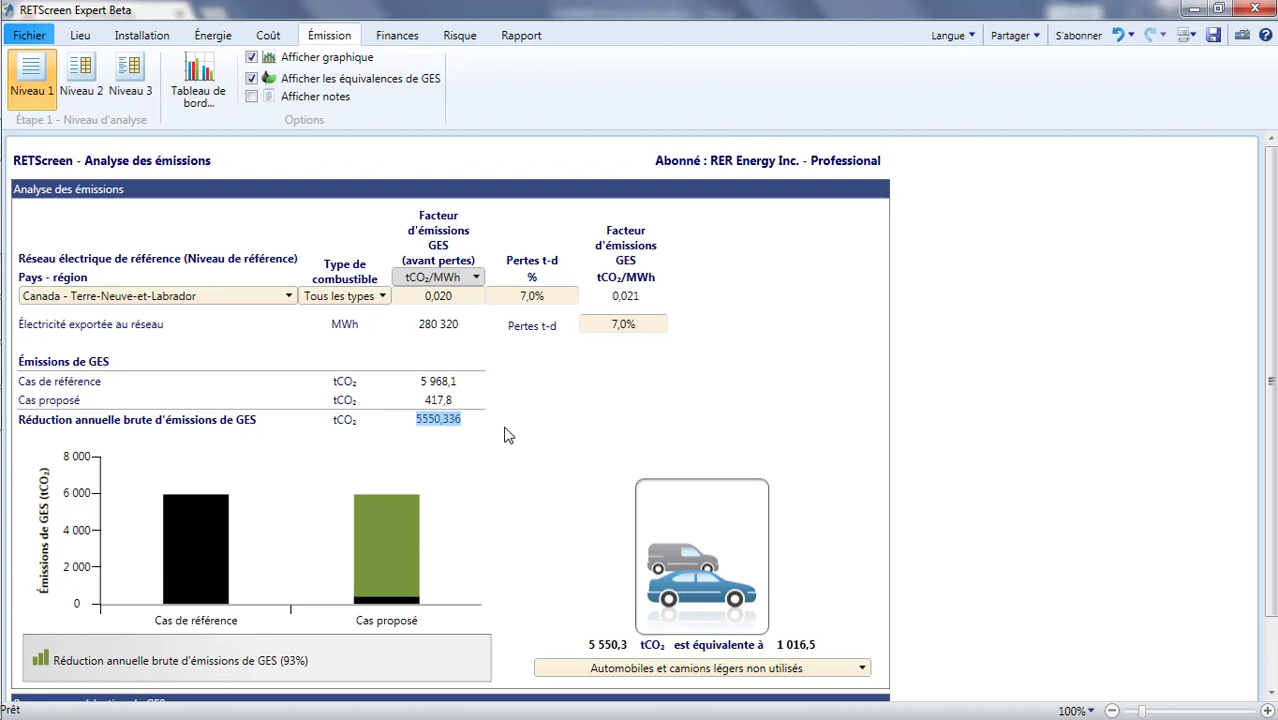 RETScreen Expert Beta
Fichier Lieu Installation Énergie Coût Émission Finances Risque Rapport Langue Partager S'abonner
Niveau 1 Niveau 2 Niveau 3
Étape 1 - Niveau d'analyse
Tableau de
bord...
Afficher graphique
Afficher les équivalences de GES
Afficher notes
Options
RETScreen - Analyse des émissions Abonné : RER Energy Inc. - Professional
Analyse des émissions
Facteur
d'émissions
GES
(avant pertes)
Facteur
d'émissions
GES
Réseau électrique de référence (Niveau de référence)
Pays - région
Type de
combustible
tCO₂/MWh
Pertes t-d
%
tCO₂/MWh
Canada - Terre-Neuve-et-Labrador Tous les types 0,020 7,0% 0,021
Électricité exportée au réseau MWh 280 320 Pertes t-d 7,0%
Émissions de GES
Cas de référence tCO₂ 5 968,1
Cas proposé tCO₂ 417,8
Réduction annuelle brute d'émissions de GES tCO₂ 5550,336
Émissions de GES (tCO₂)
8 000
6 000
4 000
2 000
0
Cas de référence Cas proposé
Réduction annuelle brute d'émissions de GES (93%)
5 550,3 tCO₂ est équivalente à 1 016,5
Automobiles et camions légers non utilisés
Prêt 100%